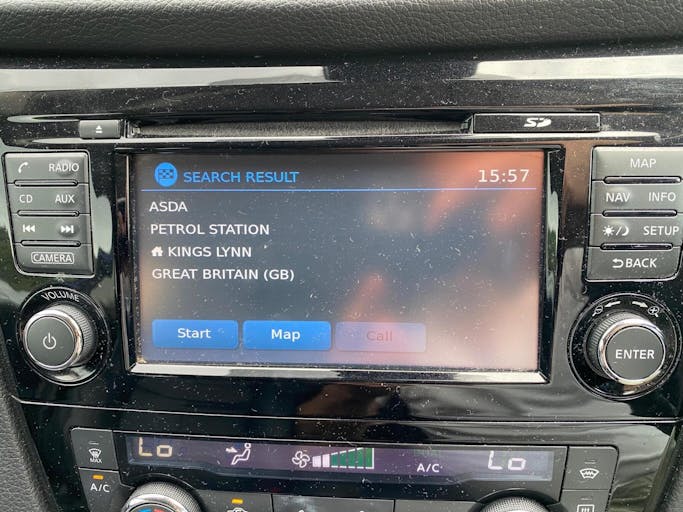 SD
RADIO
MAP
SEARCH RESULT
15:57
CD AUX
NAV INFO
ASDA
PETROL STATION
SETUP
KINGS LYNN
CAMERA
BACK
GREAT BRITAIN (GB)
VOLUME
Start
Map
Call
ENTER
Lo
A/C
Lo
MAX
A/C